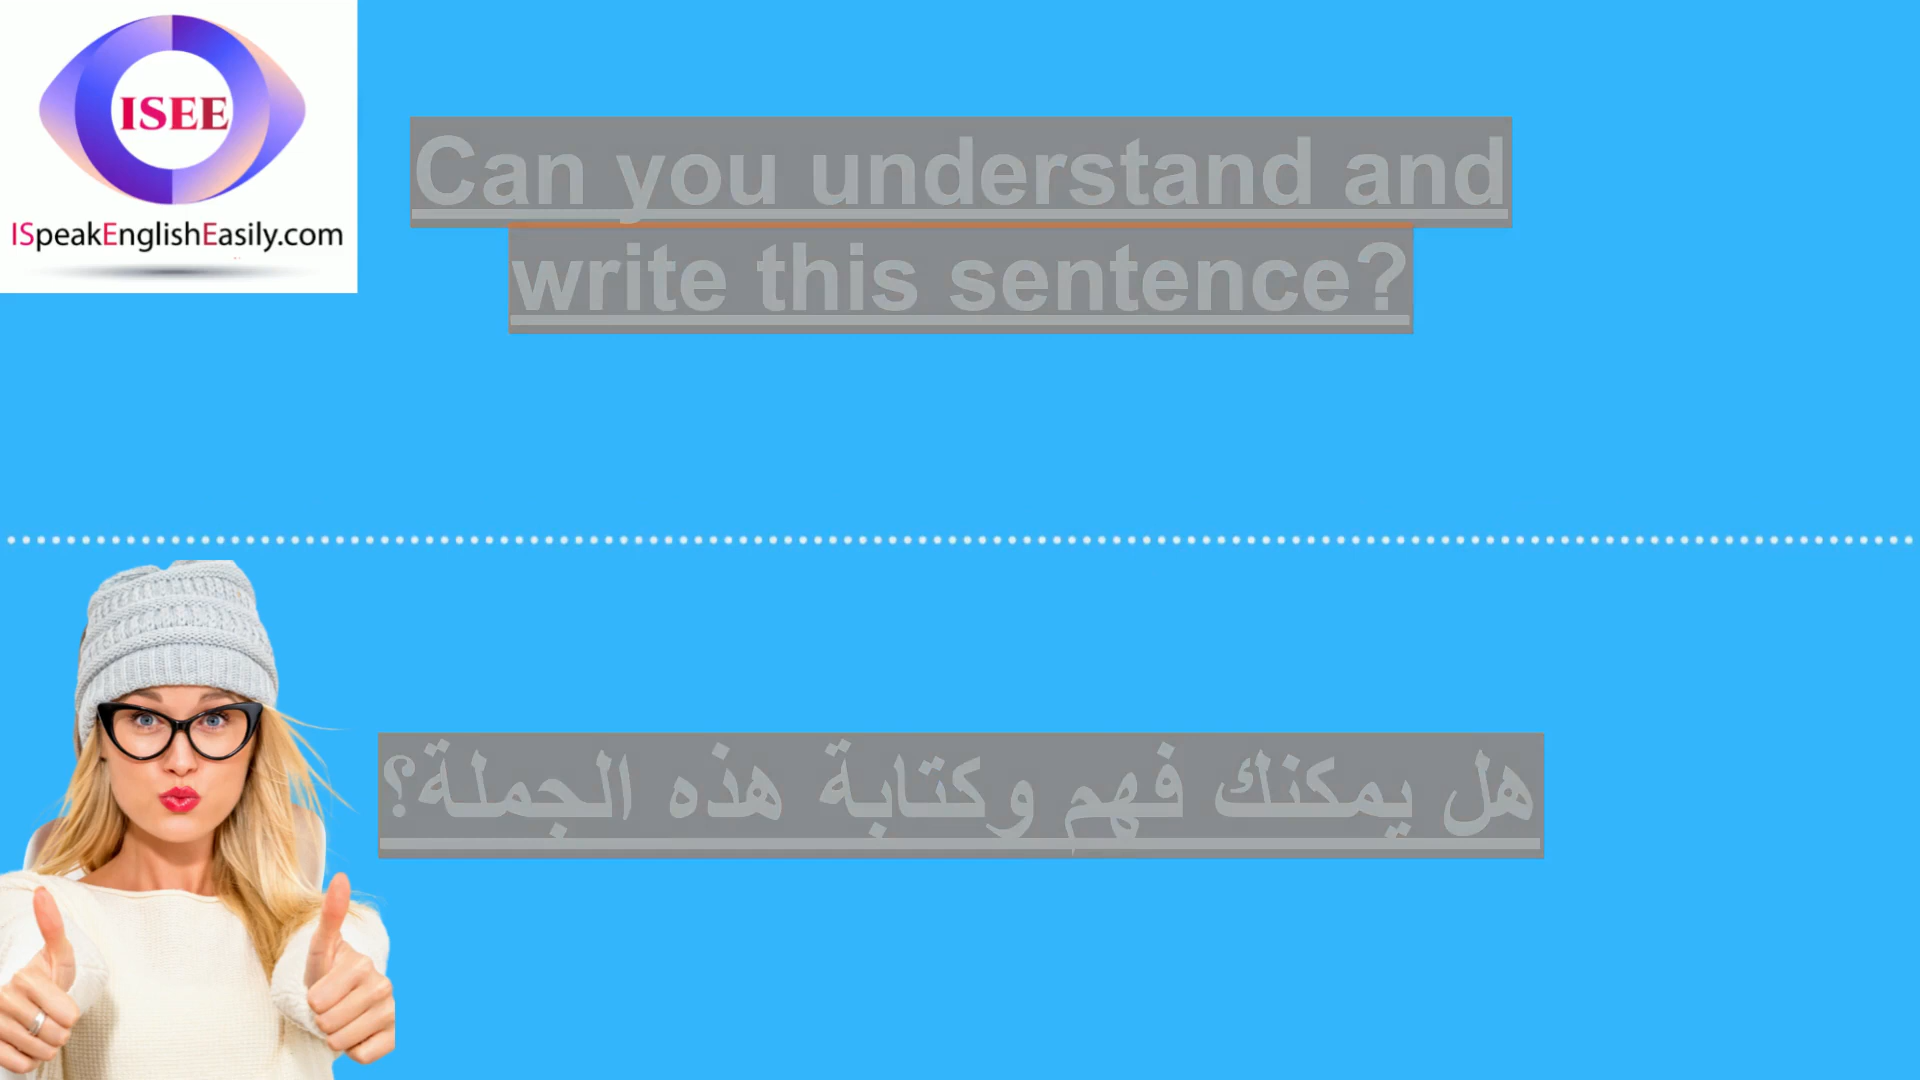 ISEE
ISpeakEnglishEasily.com
Can you understand and
write this sentence?
هل يمكنك فهم وكتابة هذه الجملة؟